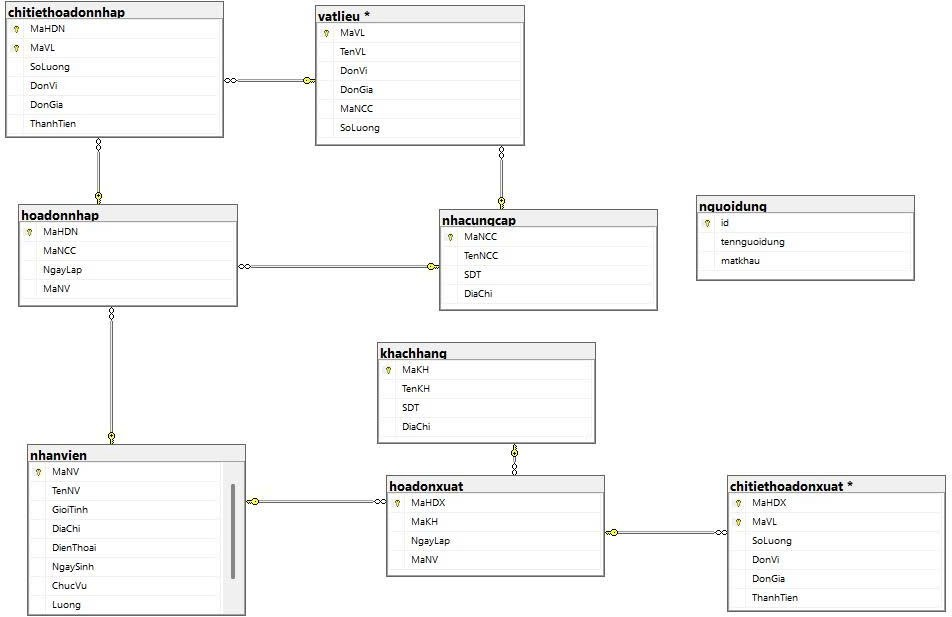 chitiethoadonnhap
MaHDN
MaVL
SoLuong
DonVi
DonGia
ThanhTien
vatlieu *
MaVL
TenVL
DonVi
DonGia
MaNCC
SoLuong
hoadonnhap
MaHDN
MaNCC
NgayLap
MaNV
nhacungcap
MaNCC
TenNCC
SDT
DiaChi
nguoidung
id
tennguoidung
matkhau
khachhang
MaKH
TenKH
SDT
DiaChi
nhanvien
MaNV
TenNV
GioiTinh
DiaChi
DienThoai
NgaySinh
ChucVu
Luong
hoadonxuat
MaHDX
MaKH
NgayLap
MaNV
chitiethoadonxuat *
MaHDX
MaVL
SoLuong
DonVi
DonGia
ThanhTien